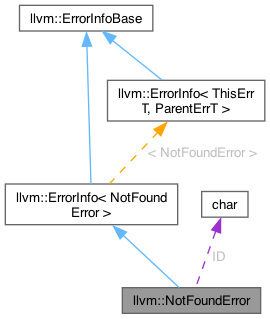 llvm::ErrorInfoBase
llvm::ErrorInfo< ThisErr
T, ParentErrT >
< NotFoundError >
llvm::ErrorInfo< NotFound
Error >
char
ID
llvm::NotFoundError